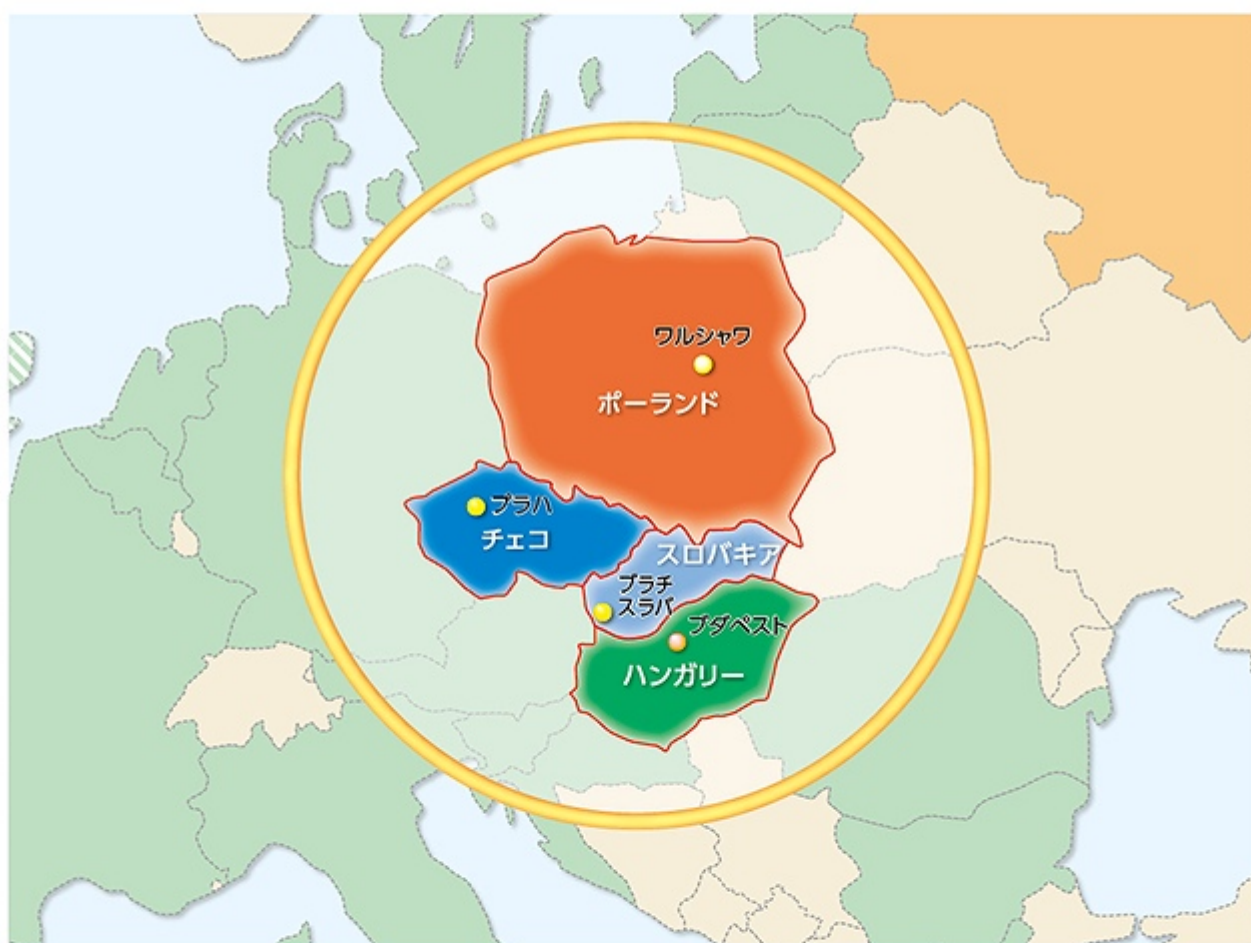 ワルシャワ
ポーランド
プラハ
チェコ
スロバキア
ブラチ
スラバ
ブダペスト
ハンガリー